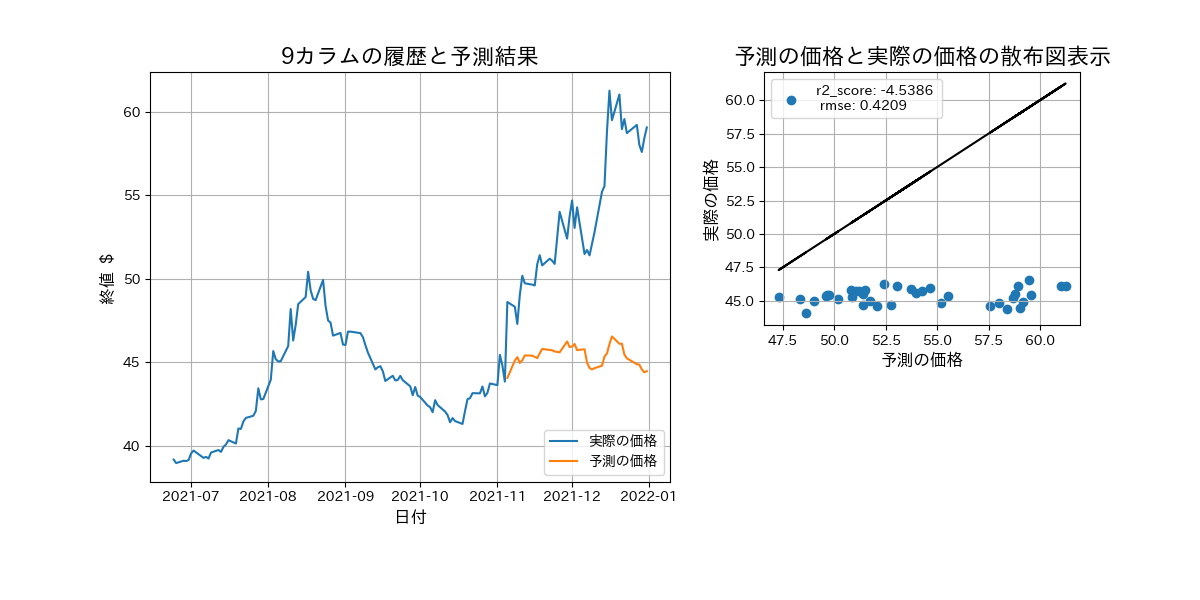 9カラムの履歴と予測結果
終値 $
60
55
50
45
40
実際の価格
予測の価格
2021-07
2021-08
2021-09
2021-10
2021-11
2021-12
2022-01
日付
予測の価格と実際の価格の散布図表示
r2_score: -4.5386
rmse: 0.4209
実際の価格
60.0
57.5
55.0
52.5
50.0
47.5
45.0
47.5
50.0
52.5
55.0
57.5
60.0
予測の価格